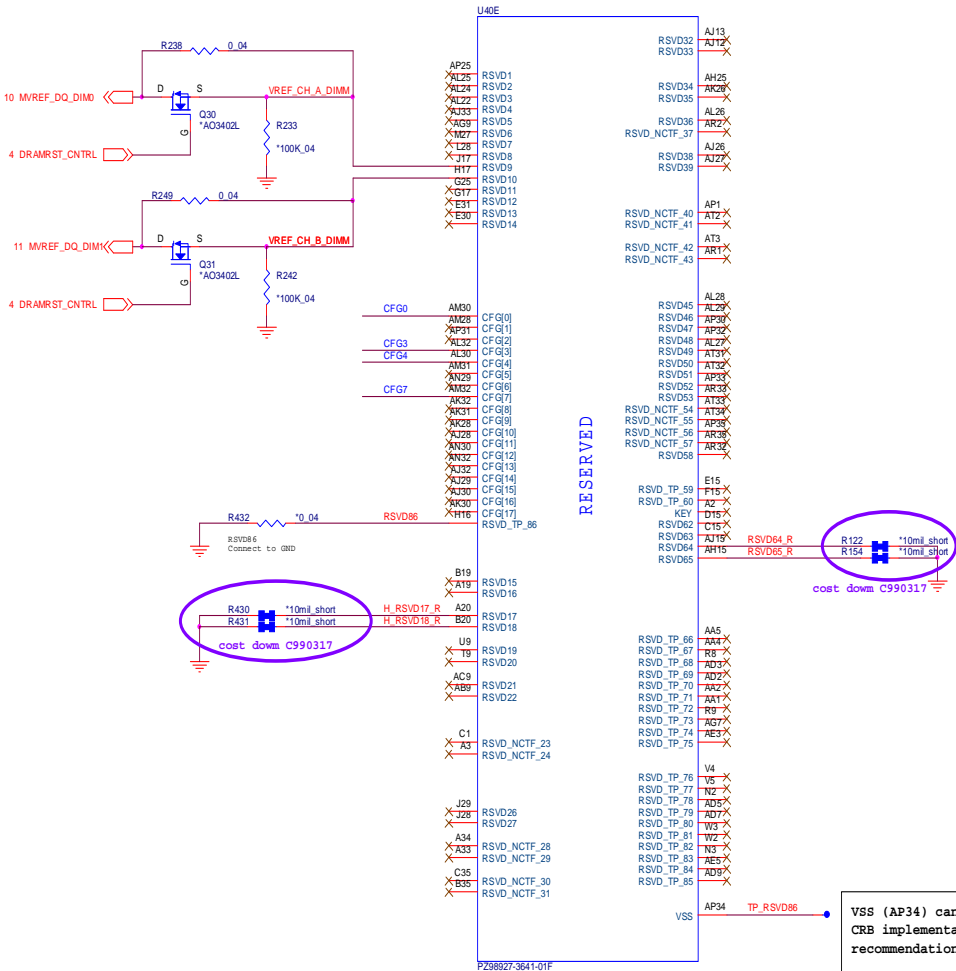 U40E
R238 0_04
10 MVREF_DQ_DIM0
D S
VREF_CH_A_DIMM
Q30
*AO3402L
G
R233
*100K_04
4 DRAMRST_CNTRL
R249 0_04
11 MVREF_DQ_DIM1
D S
VREF_CH_B_DIMM
Q31
*AO3402L
G
R242
*100K_04
4 DRAMRST_CNTRL
AP25 RSVD1
AL25 RSVD2
AL24 RSVD3
AL22 RSVD4
AJ33 RSVD5
AG9 RSVD6
M27 RSVD7
L28 RSVD8
J17 RSVD9
H17 RSVD10
G25 RSVD11
G17 RSVD12
E31 RSVD13
E30 RSVD14
CFG0 AM30 CFG[0]
AM28 CFG[1]
AP31 CFG[2]
CFG3 AL32 CFG[3]
CFG4 AL30 CFG[4]
AM31 CFG[5]
AN29 CFG[6]
CFG7 AM32 CFG[7]
AK32 CFG[8]
AK31 CFG[9]
AK28 CFG[10]
AJ28 CFG[11]
AN30 CFG[12]
AN32 CFG[13]
AJ32 CFG[14]
AJ29 CFG[15]
AJ30 CFG[16]
AK30 CFG[17]
R432 *0_04 RSVD86 H16 RSVD_TP_86
RSVD86
Connect to GND
B19 RSVD15
A19 RSVD16
R430 *10mil_short H_RSVD17_R A20 RSVD17
R431 *10mil_short H_RSVD18_R B20 RSVD18
cost dowm C990317
U9 RSVD19
T9 RSVD20
AC9 RSVD21
AB9 RSVD22
C1 RSVD_NCTF_23
A3 RSVD_NCTF_24
J29 RSVD26
J28 RSVD27
A34 RSVD_NCTF_28
A33 RSVD_NCTF_29
C35 RSVD_NCTF_30
B35 RSVD_NCTF_31
RESERVED
RSVD32 AJ13
RSVD33 AJ12
RSVD34 AH25
RSVD35 AK26
RSVD36 AL26
RSVD_NCTF_37 AR2
RSVD38 AJ26
RSVD39 AJ27
RSVD_NCTF_40 AP1
RSVD_NCTF_41 AT2
RSVD_NCTF_42 AT3
RSVD_NCTF_43 AR1
RSVD45 AL28
RSVD46 AL29
RSVD47 AP30
RSVD48 AP32
RSVD49 AL27
RSVD50 AT31
RSVD51 AT32
RSVD52 AP33
RSVD53 AR33
RSVD_NCTF_54 AT33
RSVD_NCTF_55 AT34
RSVD_NCTF_56 AP35
RSVD_NCTF_57 AR35
RSVD58 AR32
RSVD_TP_59 E15
RSVD_TP_60 F15
KEY A2
RSVD62 D15
RSVD63 C15
RSVD64 AJ15 RSVD64_R R122 *10mil_short
RSVD65 AH15 RSVD65_R R154 *10mil_short
cost dowm C990317
RSVD_TP_66 AA5
RSVD_TP_67 AA4
RSVD_TP_68 R8
RSVD_TP_69 AD3
RSVD_TP_70 AD2
RSVD_TP_71 AA2
RSVD_TP_72 AA1
RSVD_TP_73 R9
RSVD_TP_74 AG7
RSVD_TP_75 AE3
RSVD_TP_76 V4
RSVD_TP_77 V5
RSVD_TP_78 N2
RSVD_TP_79 AD5
RSVD_TP_80 AD7
RSVD_TP_81 W3
RSVD_TP_82 W2
RSVD_TP_83 N3
RSVD_TP_84 AE5
RSVD_TP_85 AD9
VSS AP34 TP_RSVD86
VSS (AP34) can
CRB implementa
recommendation
PZ98927-3641-01F